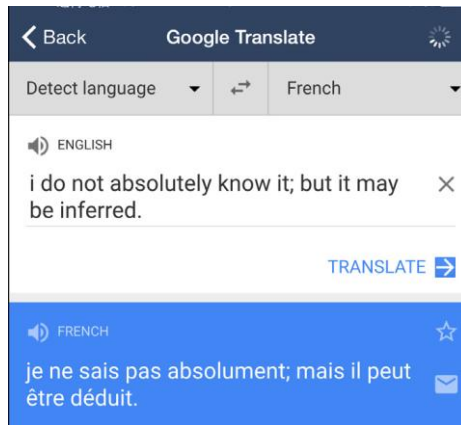 Back
Google Translate
Detect language
French
ENGLISH
i do not absolutely know it; but it may
be inferred.
TRANSLATE
FRENCH
je ne sais pas absolument; mais il peut
être déduit.